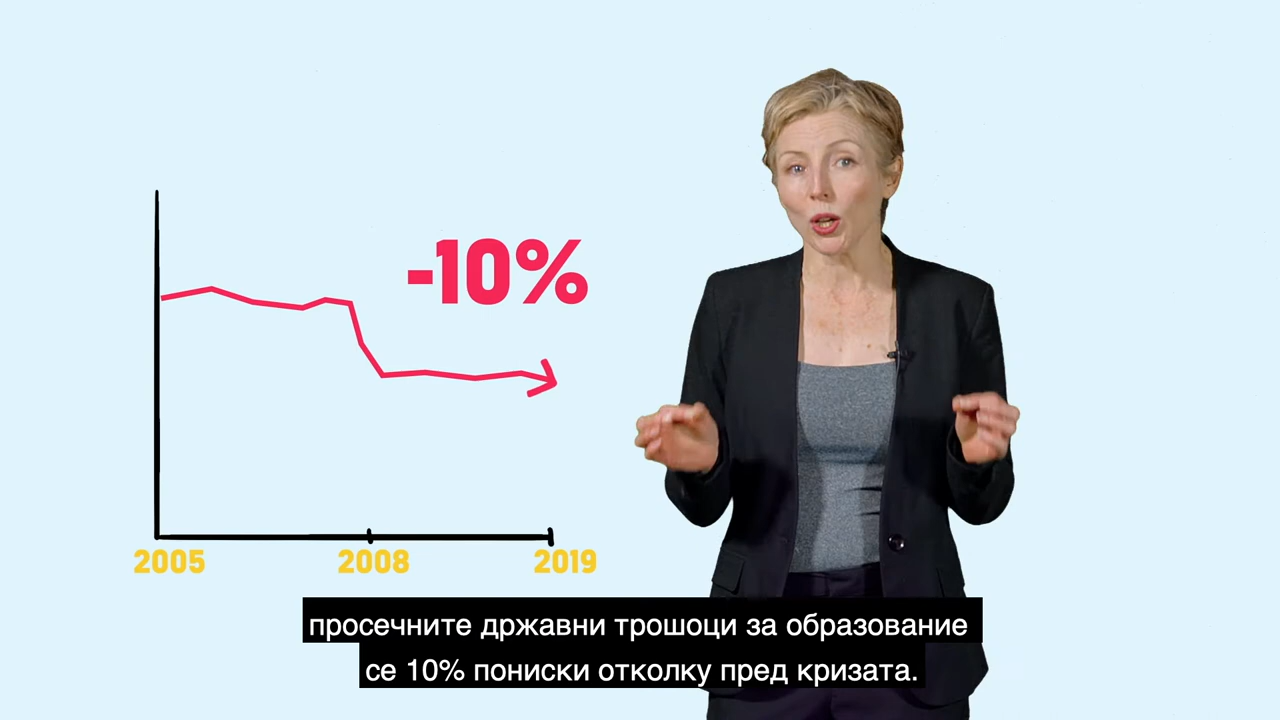 -10%
2005 2008 2019
просечните државни трошоци за образование
се 10% пониски отколку пред кризата.